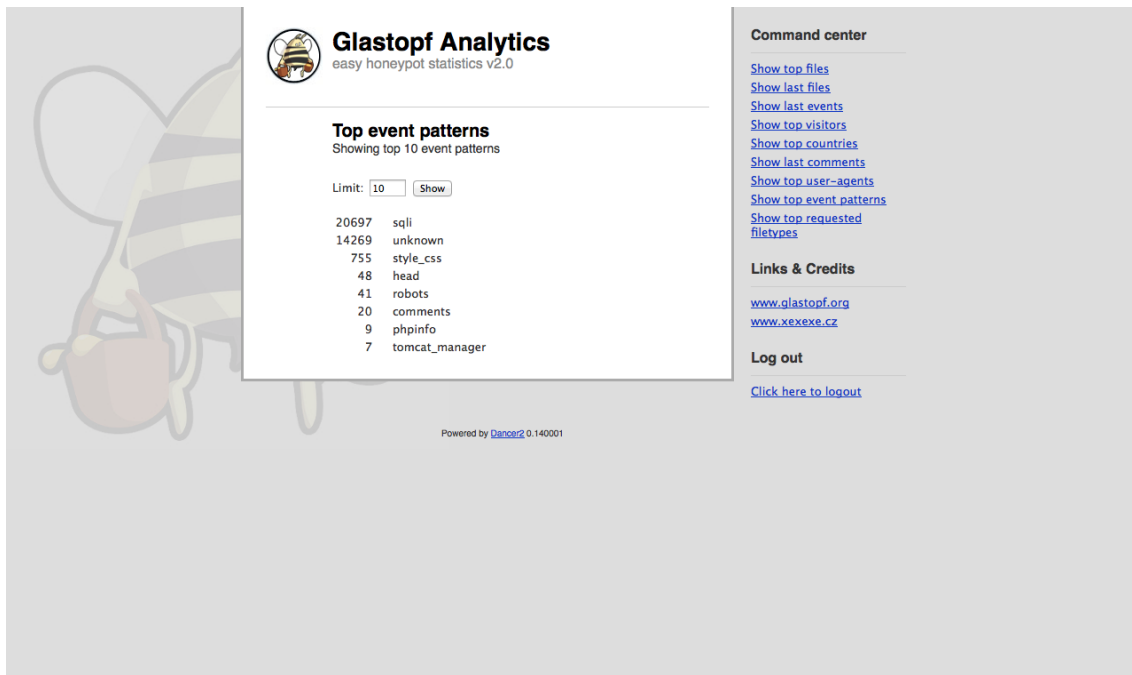 Glastopf Analytics
easy honeypot statistics v2.0
Top event patterns
Showing top 10 event patterns
Limit: 10 Show
20697 sqli
14269 unknown
755 style_css
48 head
41 robots
20 comments
9 phpinfo
7 tomcat_manager
Command center
Show top files
Show last files
Show last events
Show top visitors
Show top countries
Show last comments
Show top user-agents
Show top event patterns
Show top requested
filetypes
Links & Credits
www.glastopf.org
www.xexexe.cz
Log out
Click here to logout
Powered by Dancer2 0.140001